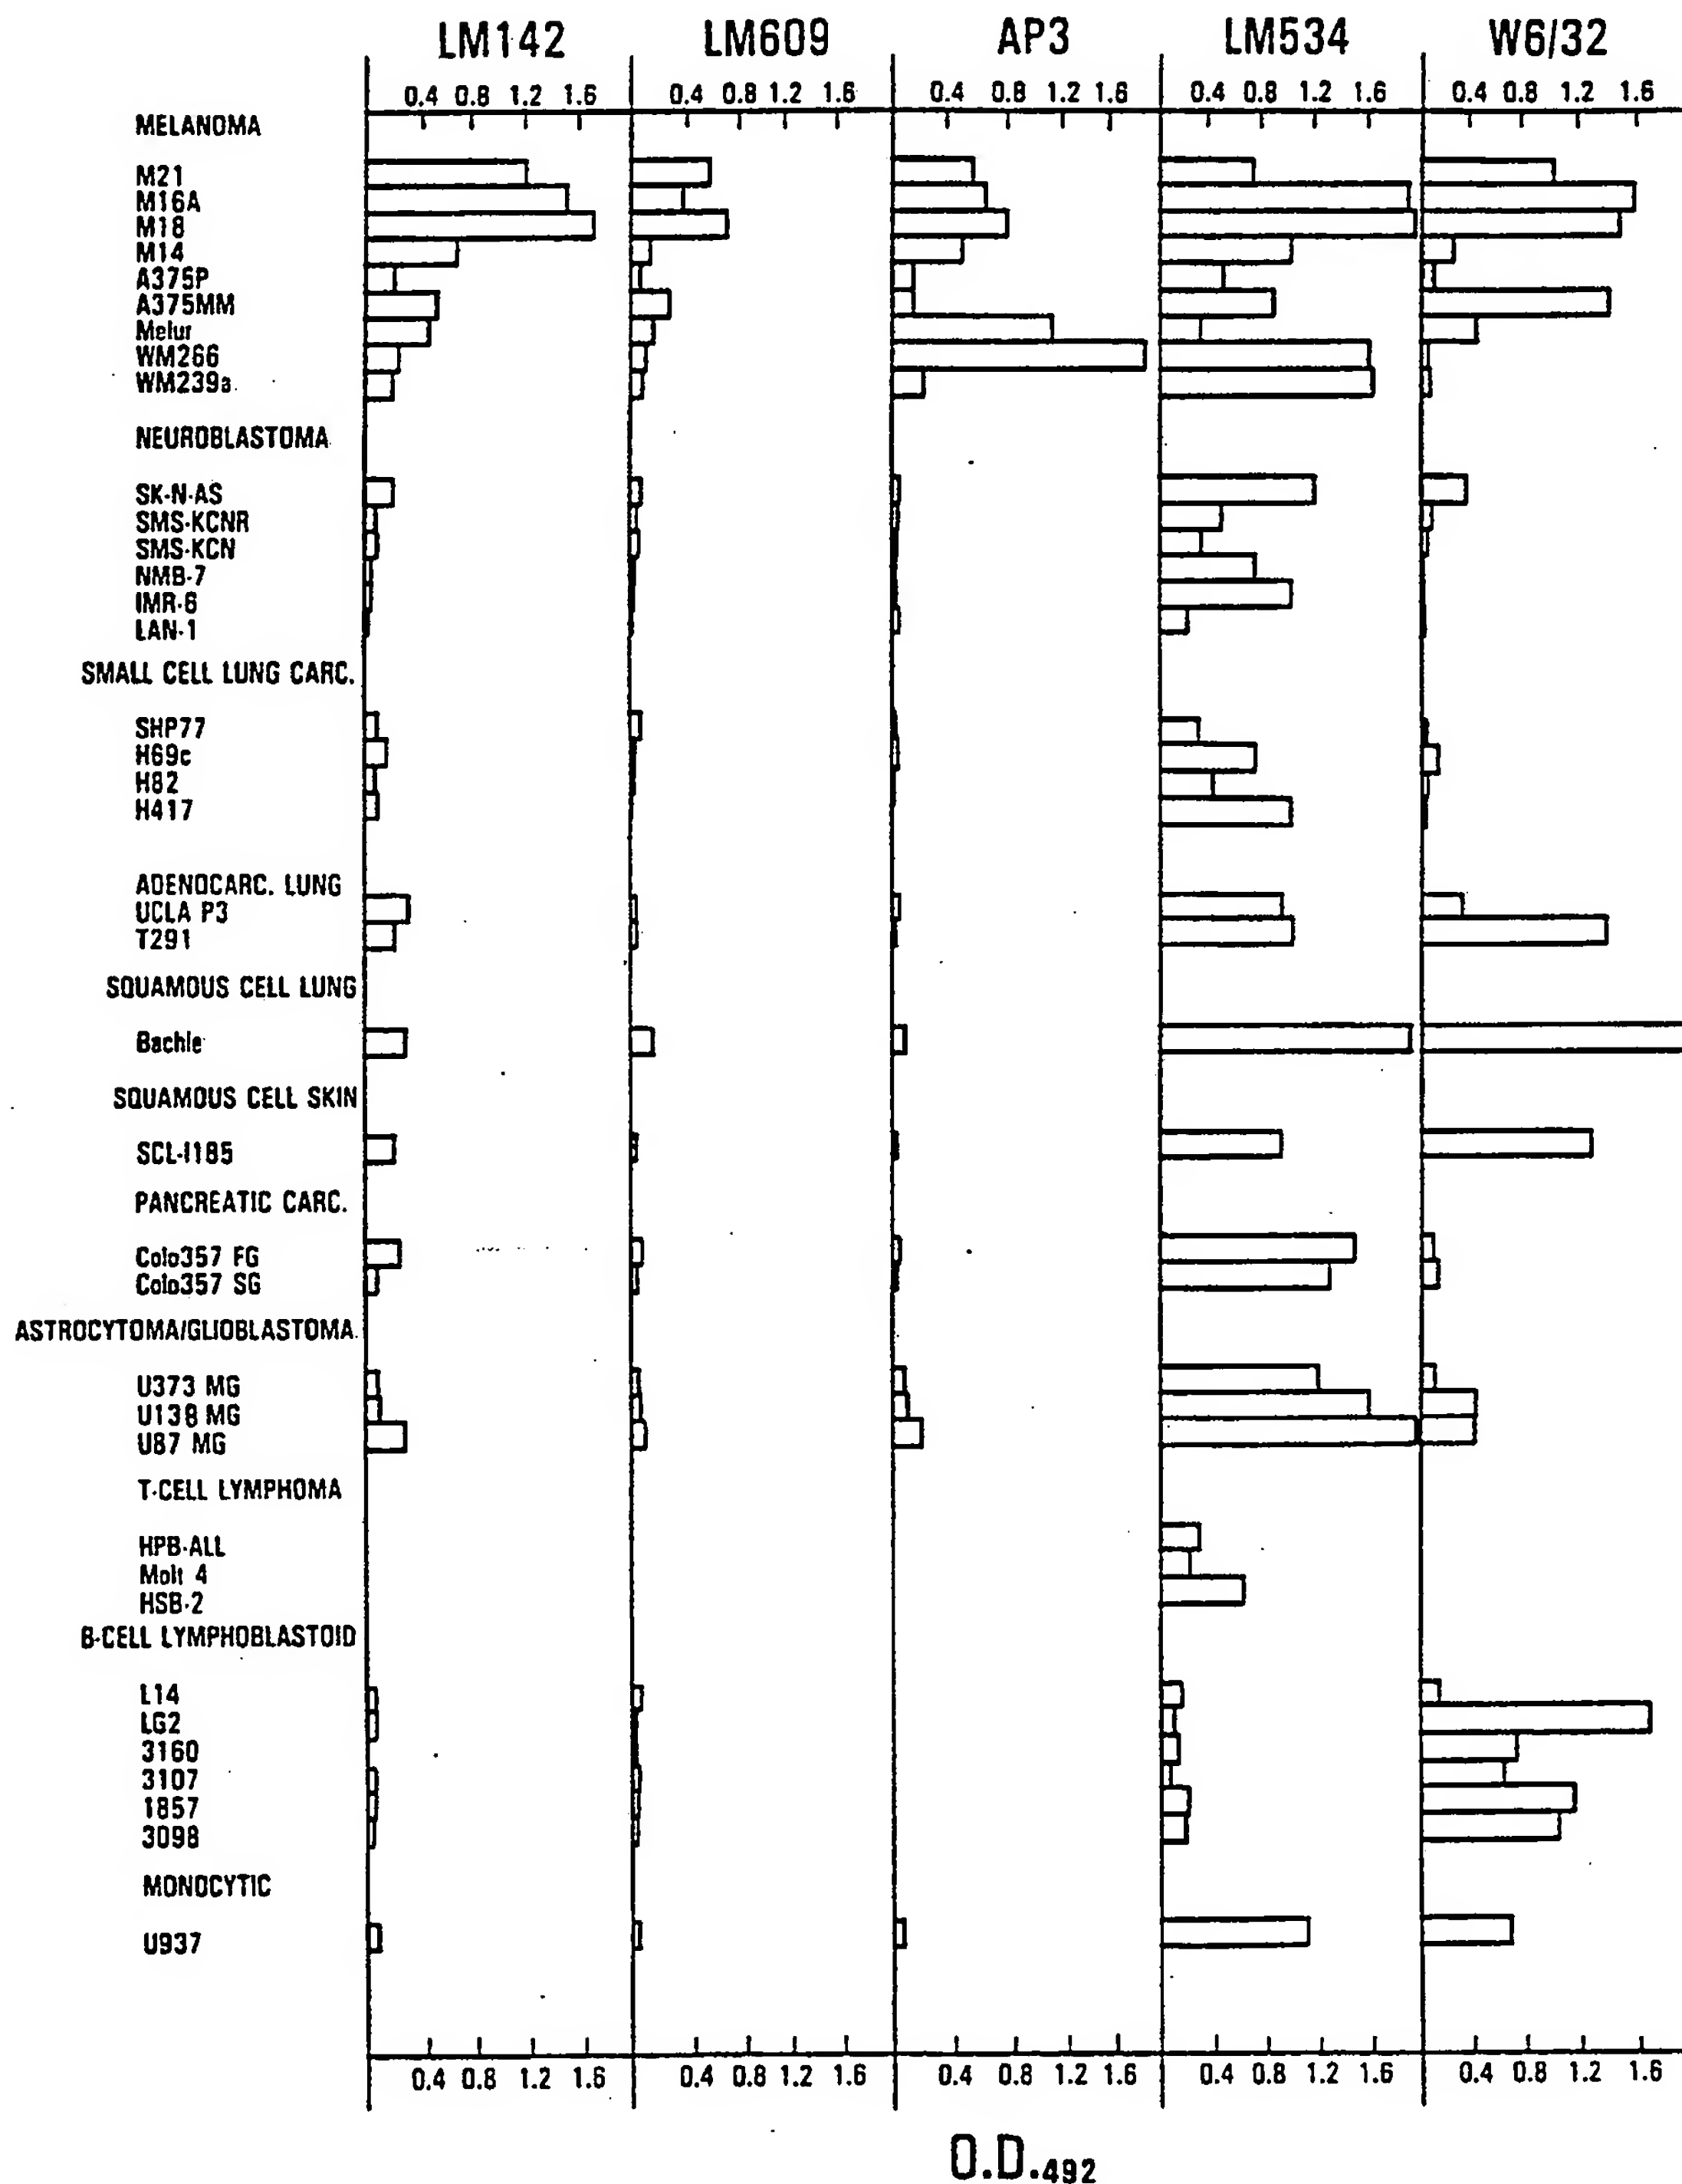 LM142 LM609 AP3 LM534 W6/32
0.4 0.8 1.2 1.6 0.4 0.8 1.2 1.6 0.4 0.8 1.2 1.6 0.4 0.8 1.2 1.6 0.4 0.8 1.2 1.6
MELANOMA
M21
M16A
M18
M14
A375P
A375MM
Melur
WM266
WM239a
NEUROBLASTOMA
SK-N-AS
SMS-KCNR
SMS-KCN
NMB-7
IMR-6
LAN-1
SMALL CELL LUNG CARC.
SHP77
H69c
H82
H417
ADENOCARC. LUNG
UCLA P3
T291
SQUAMOUS CELL LUNG
Bachle
SQUAMOUS CELL SKIN
SCL-I185
PANCREATIC CARC.
Colo357 FG
Colo357 SG
ASTROCYTOMA/GLIOBLASTOMA
U373 MG
U138 MG
U87 MG
T-CELL LYMPHOMA
HPB-ALL
Molt 4
HSB-2
B-CELL LYMPHOBLASTOID
L14
LG2
3160
3107
1857
3098
MONOCYTIC
U937
0.4 0.8 1.2 1.6 0.4 0.8 1.2 1.6 0.4 0.8 1.2 1.6 0.4 0.8 1.2 1.6 0.4 0.8 1.2 1.6
O.D.492